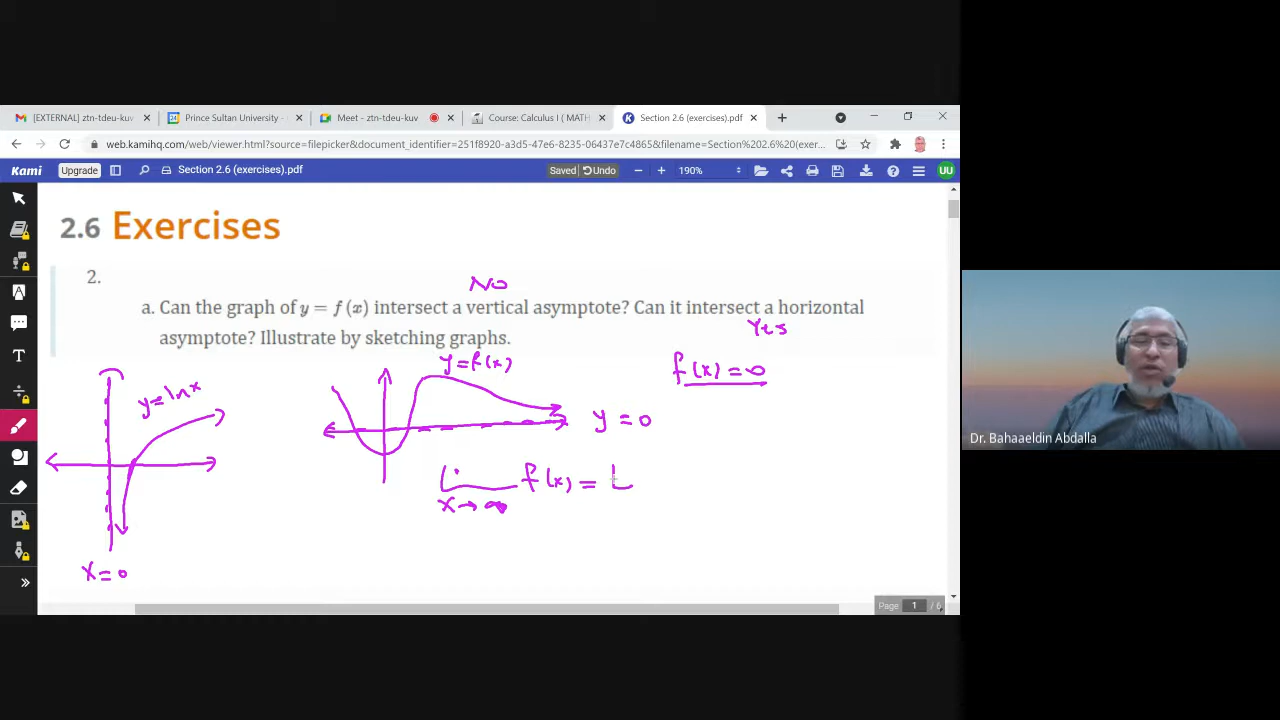 [EXTERNAL] ztn-tdeu-kuv
Prince Sultan University -
Meet - ztn-tdeu-kuv
Course: Calculus I ( MATH
Section 2.6 (exercises).pdf
web.kamihq.com/web/viewer.html?source=filepicker&document_identifier=251f8920-a3d5-47e6-8235-06437e7c4865&filename=Section%202.6%20(exer...
Kami
Upgrade
Section 2.6 (exercises).pdf
Saved
Undo
190%
UU
2.6 Exercises
2.
No
a. Can the graph of y = f (x) intersect a vertical asymptote? Can it intersect a horizontal
Yes
asymptote? Illustrate by sketching graphs.
y=f(x)
f(x)=0
y=lnx
y=0
lim f(x) = L
x→∞
x=0
Dr. Bahaaeldin Abdalla
Page 1 / 6